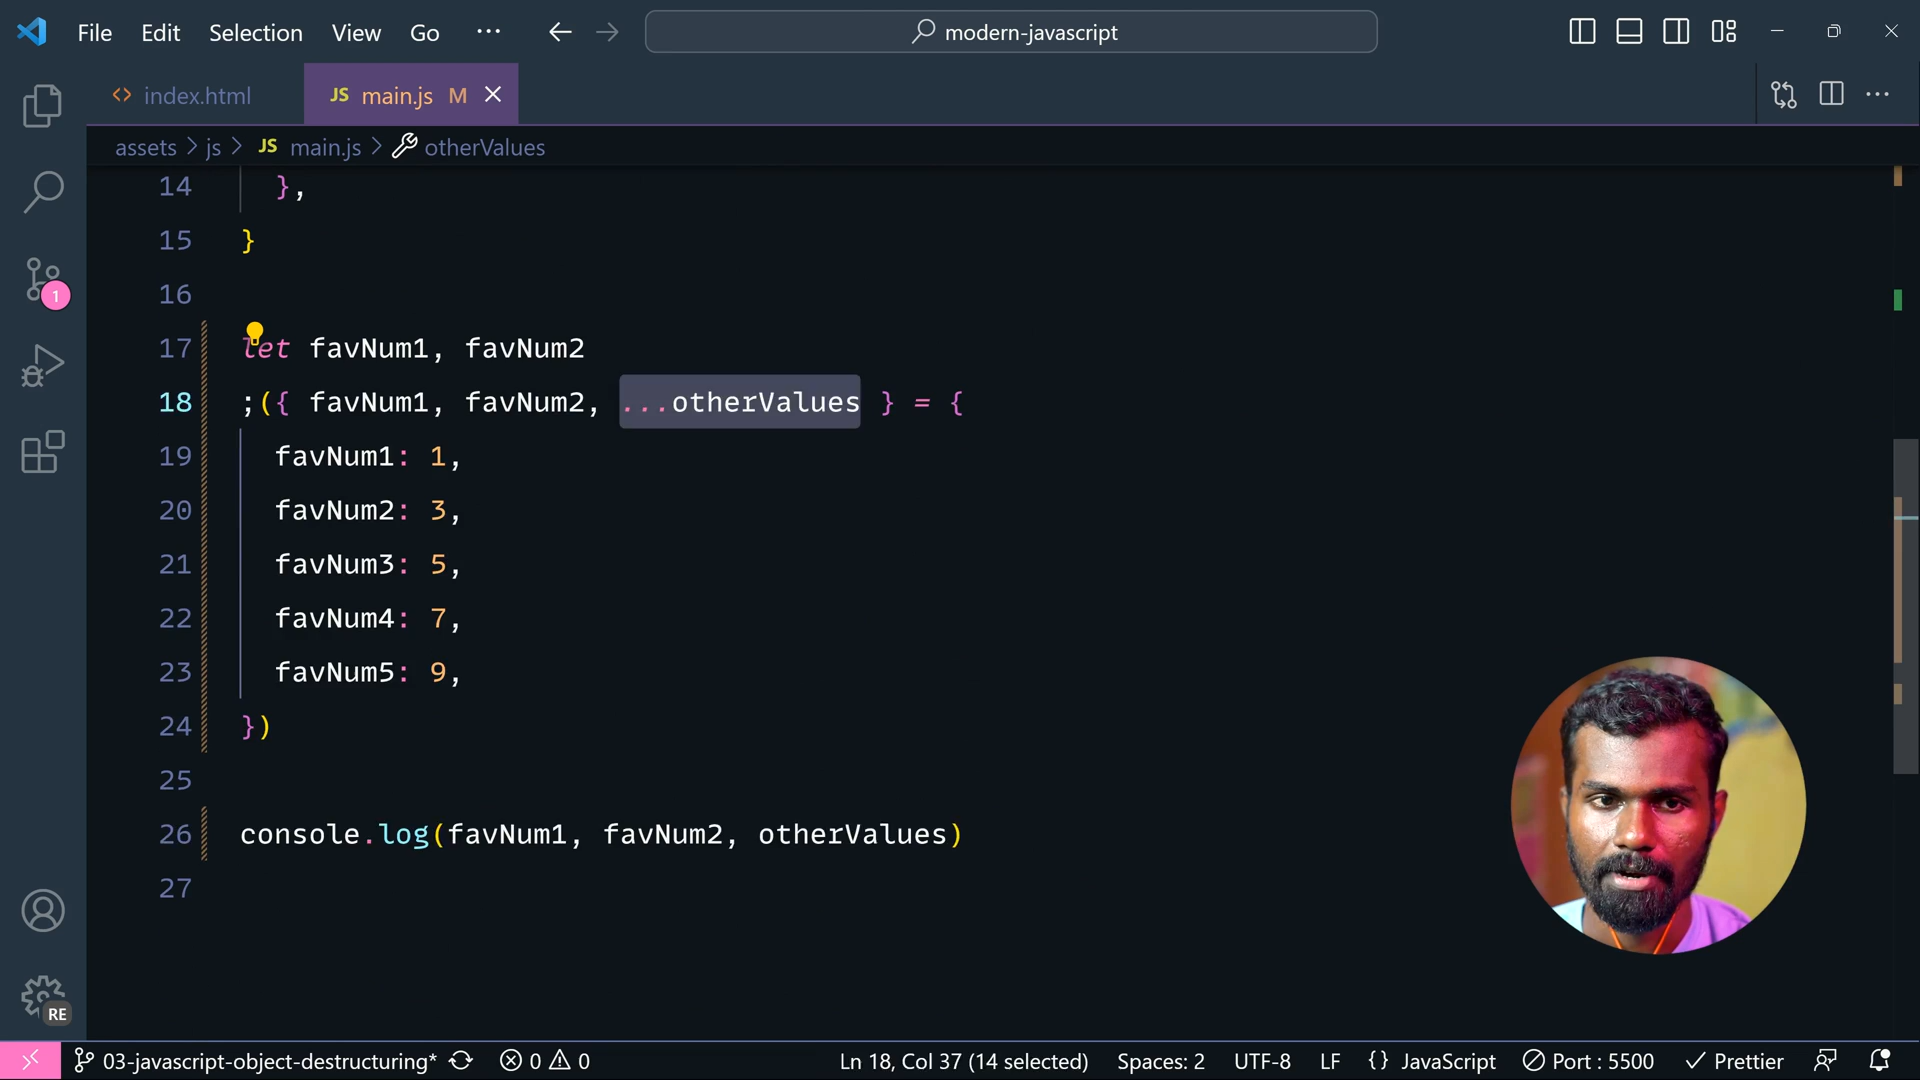 File Edit Selection View Go ··· modern-javascript
index.html JS main.js M
assets > js > JS main.js > otherValues
14 },
15 }
16
17 let favNum1, favNum2
18 ;({ favNum1, favNum2, ...otherValues } = {
19 favNum1: 1,
20 favNum2: 3,
21 favNum3: 5,
22 favNum4: 7,
23 favNum5: 9,
24 })
25
26 console.log(favNum1, favNum2, otherValues)
27
1
RE
03-javascript-object-destructuring* 0 0 Ln 18, Col 37 (14 selected) Spaces: 2 UTF-8 LF {} JavaScript Port : 5500 Prettier